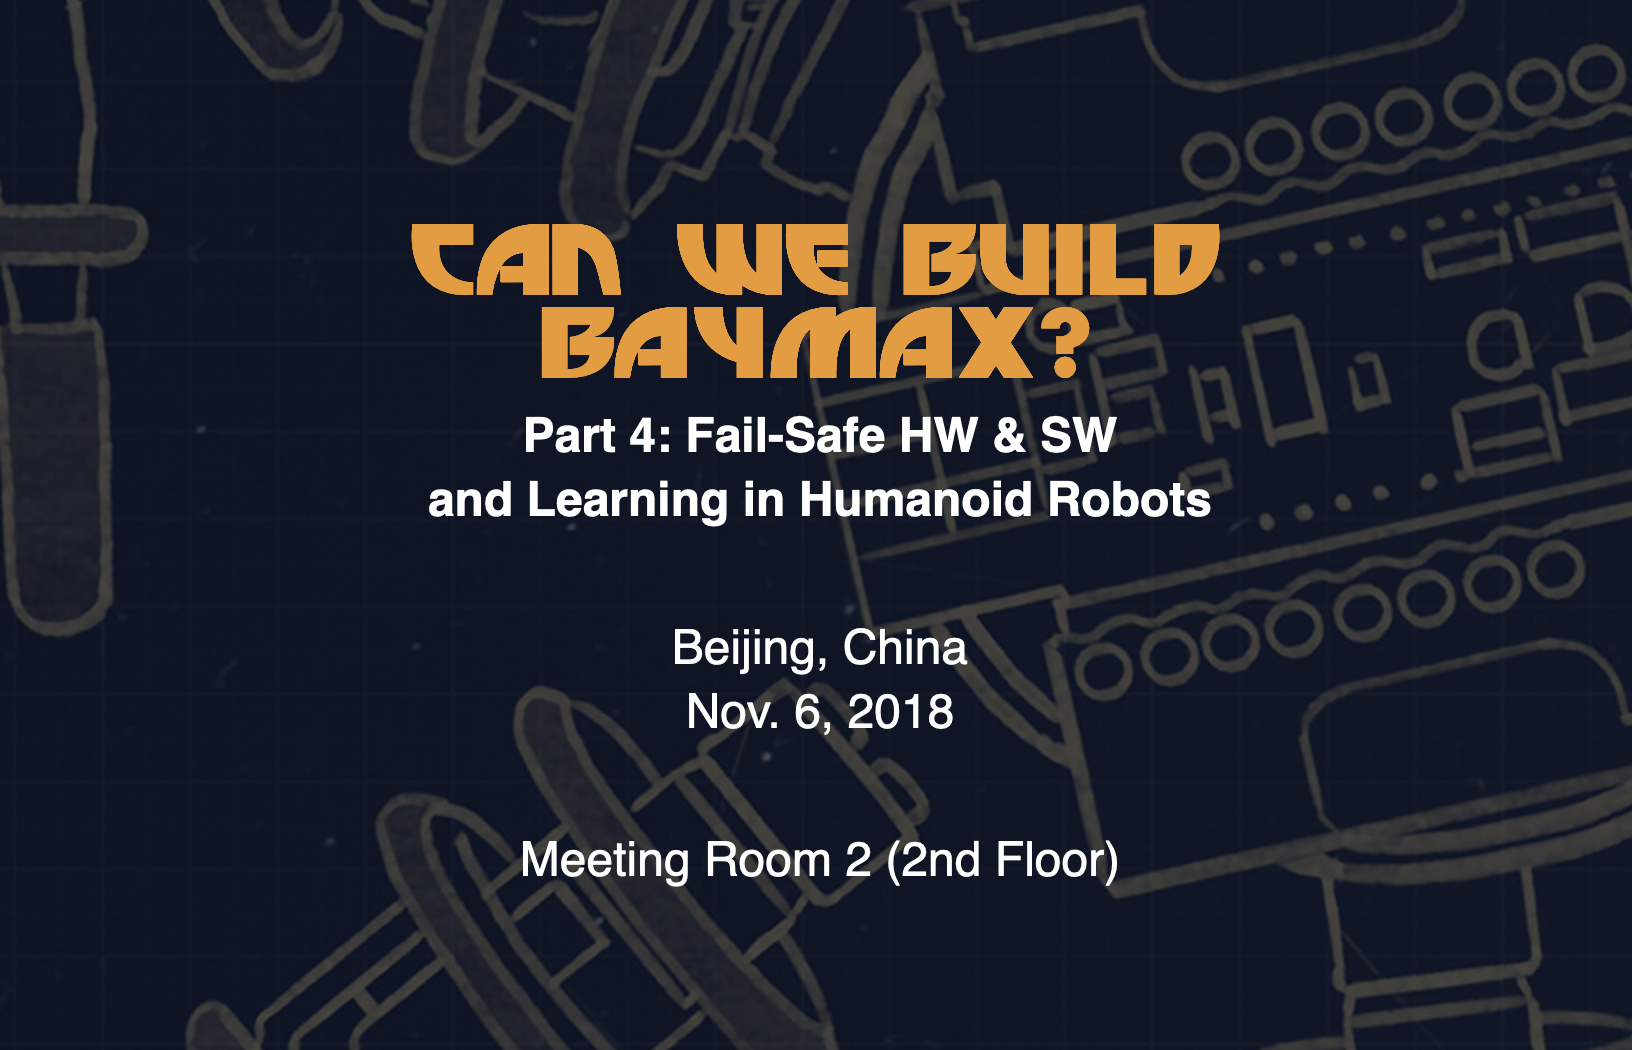 CAN WE BUILD
BAYMAX?
Part 4: Fail-Safe HW & SW
and Learning in Humanoid Robots
Beijing, China
Nov. 6, 2018
Meeting Room 2 (2nd Floor)